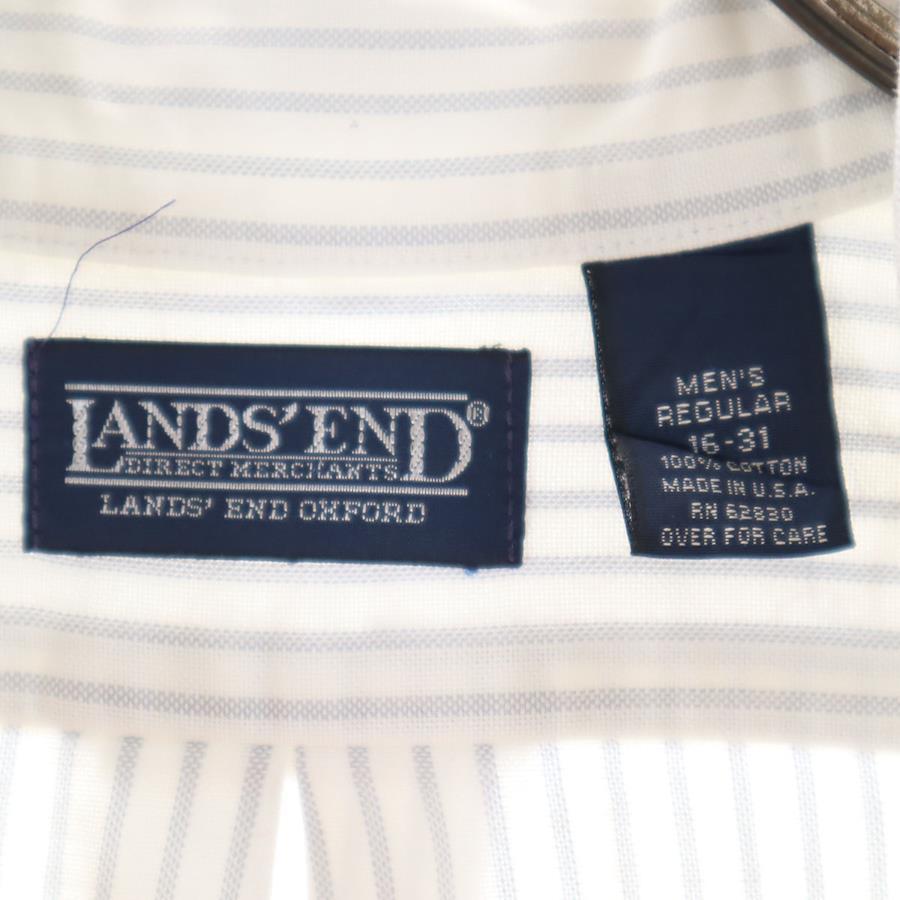 LANDS' END®
DIRECT MERCHANTS
LANDS' END OXFORD
MEN'S
REGULAR
16-31
100% COTTON
MADE IN U.S.A.
RN 62830
OVER FOR CARE